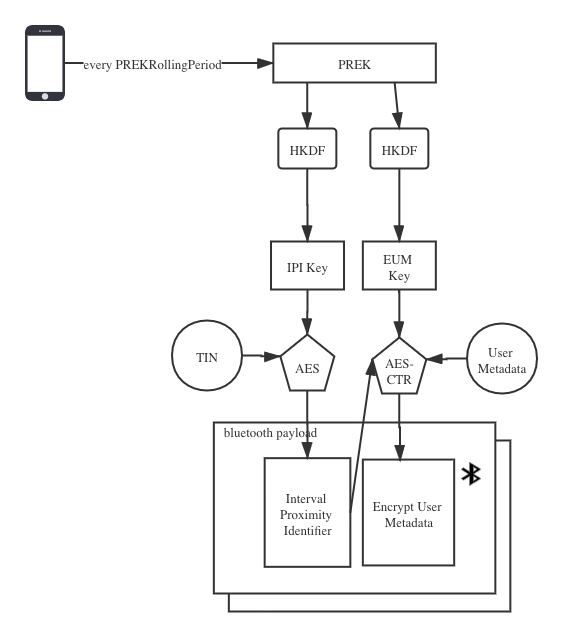 every PREKRollingPeriod
PREK
HKDF
HKDF
IPI Key
EUM
Key
TIN
AES
AES-
CTR
User
Metadata
bluetooth payload
Interval
Proximity
Identifier
Encrypt User
Metadata